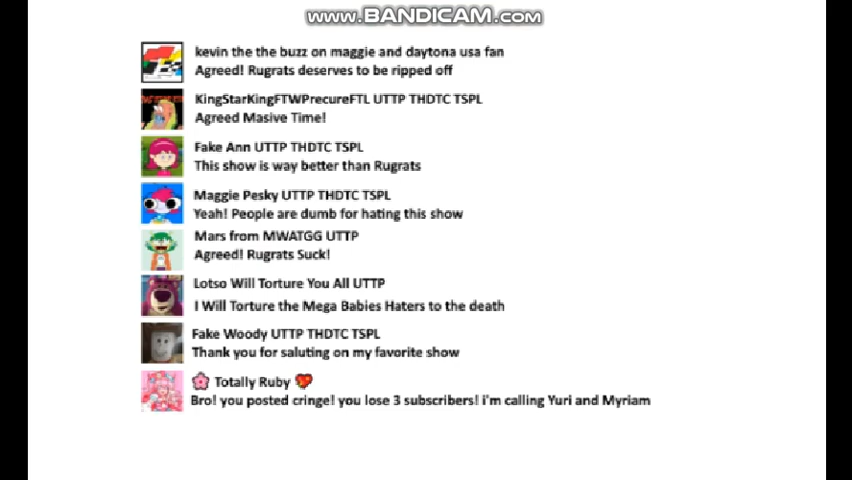 www.BANDICAM.com
kevin the the buzz on maggie and daytona usa fan
Agreed! Rugrats deserves to be ripped off
KingStarKingFTWPrecureFTL UTTP THDTC TSPL
Agreed Masive Time!
Fake Ann UTTP THDTC TSPL
This show is way better than Rugrats
Maggie Pesky UTTP THDTC TSPL
Yeah! People are dumb for hating this show
Mars from MWATGG UTTP
Agreed! Rugrats Suck!
Lotso Will Torture You All UTTP
I Will Torture the Mega Babies Haters to the death
Fake Woody UTTP THDTC TSPL
Thank you for saluting on my favorite show
🌸 Totally Ruby 💖
Bro! you posted cringe! you lose 3 subscribers! i'm calling Yuri and Myriam